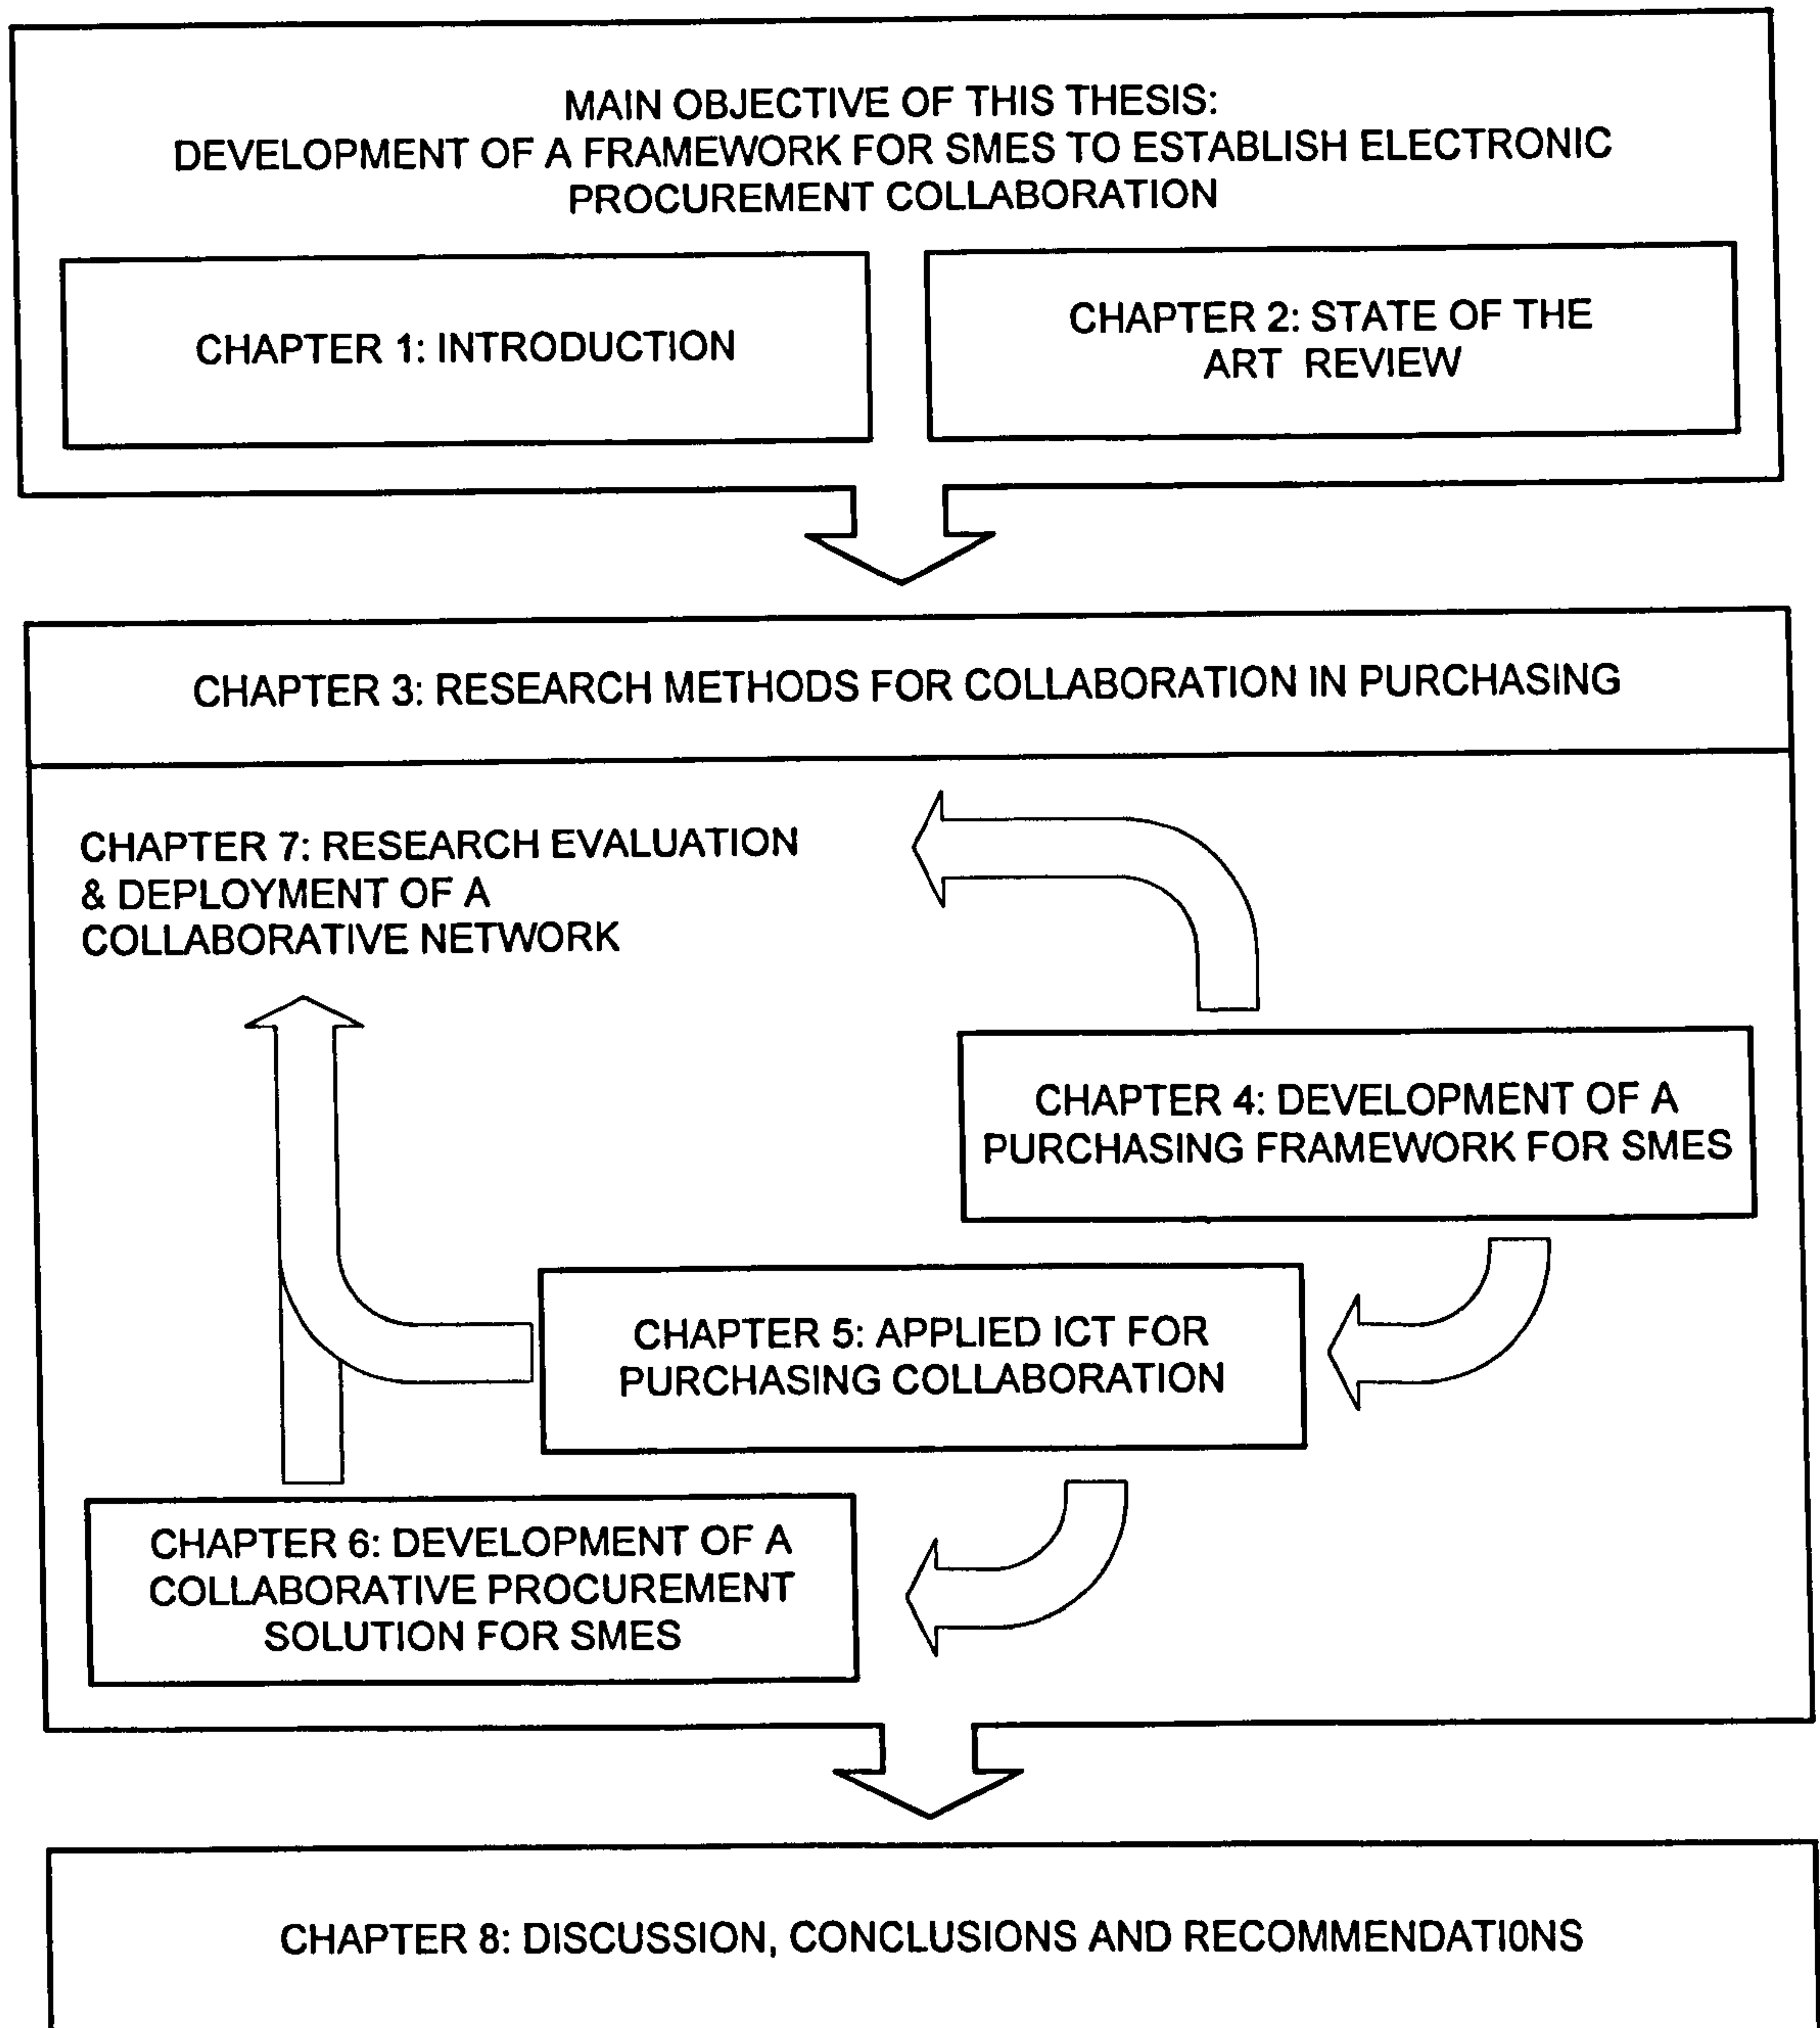 MAIN OBJECTIVE OF THIS THESIS:
DEVELOPMENT OF A FRAMEWORK FOR SMES TO ESTABLISH ELECTRONIC
PROCUREMENT COLLABORATION
CHAPTER 1: INTRODUCTION
CHAPTER 2: STATE OF THE
ART REVIEW
CHAPTER 3: RESEARCH METHODS FOR COLLABORATION IN PURCHASING
CHAPTER 7: RESEARCH EVALUATION
& DEPLOYMENT OF A
COLLABORATIVE NETWORK
CHAPTER 4: DEVELOPMENT OF A
PURCHASING FRAMEWORK FOR SMES
CHAPTER 5: APPLIED ICT FOR
PURCHASING COLLABORATION
CHAPTER 6: DEVELOPMENT OF A
COLLABORATIVE PROCUREMENT
SOLUTION FOR SMES
CHAPTER 8: DISCUSSION, CONCLUSIONS AND RECOMMENDATIONS